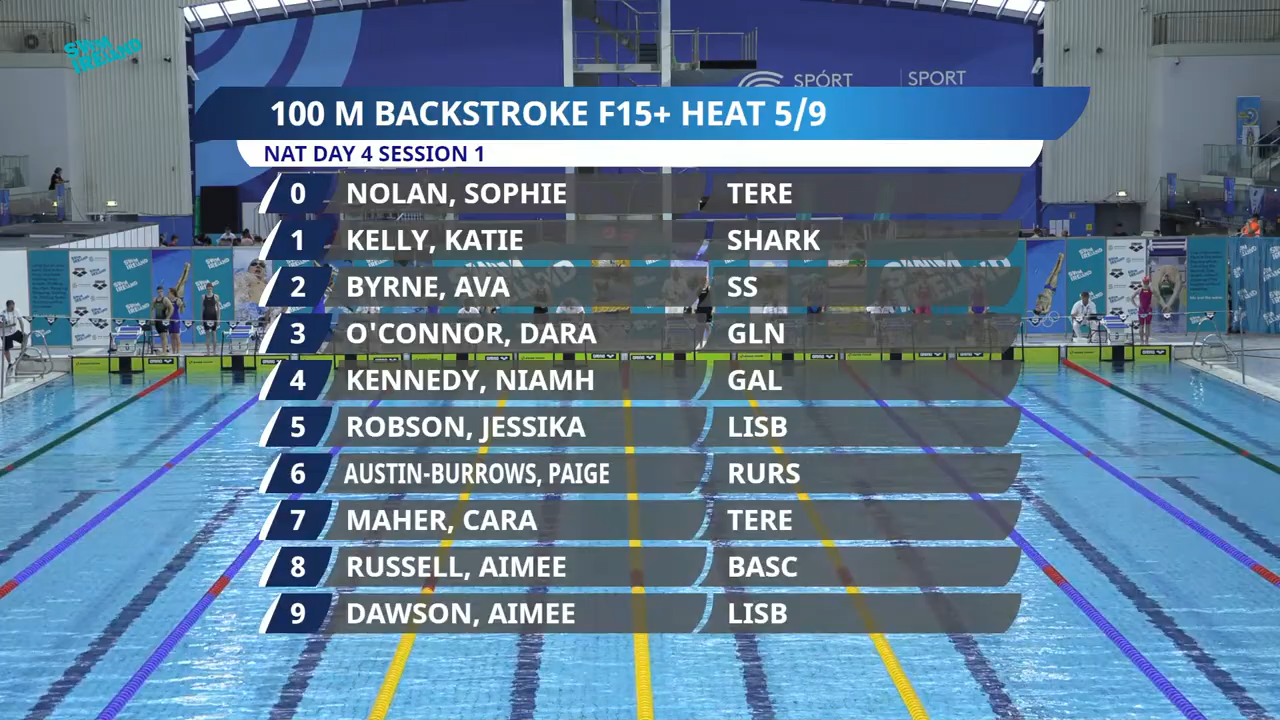 SWIM
IRELAND
SPÓRT
SPORT
100 M BACKSTROKE F15+ HEAT 5/9
NAT DAY 4 SESSION 1
0 NOLAN, SOPHIE TERE
1 KELLY, KATIE SHARK
2 BYRNE, AVA SS
3 O'CONNOR, DARA GLN
4 KENNEDY, NIAMH GAL
5 ROBSON, JESSIKA LISB
6 AUSTIN-BURROWS, PAIGE RURS
7 MAHER, CARA TERE
8 RUSSELL, AIMEE BASC
9 DAWSON, AIMEE LISB